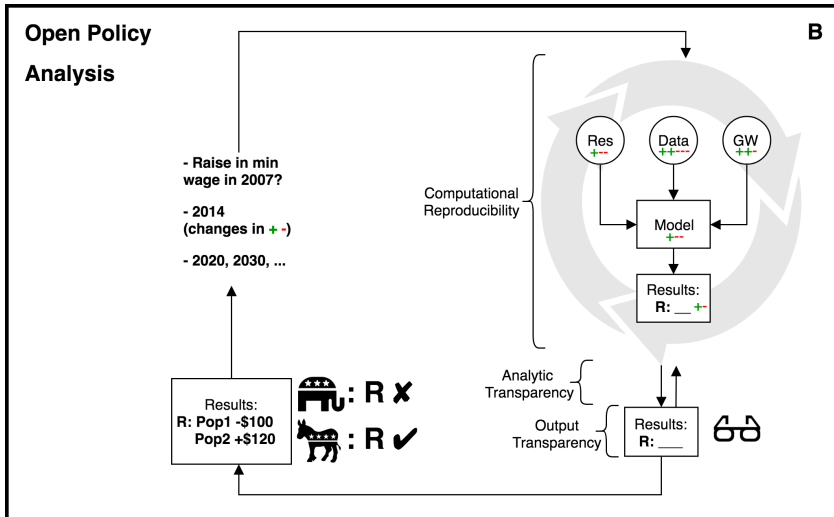 Open Policy
Analysis
B
- Raise in min
wage in 2007?
- 2014
(changes in + -)
- 2020, 2030, ...
Computational
Reproducibility
Res
+--
Data
++---
GW
++-
Model
+--
Results:
R: __ +-
Analytic
Transparency
Output
Transparency
Results:
R: ___
Results:
R: Pop1 -$100
Pop2 +$120
: R ✘
: R ✔